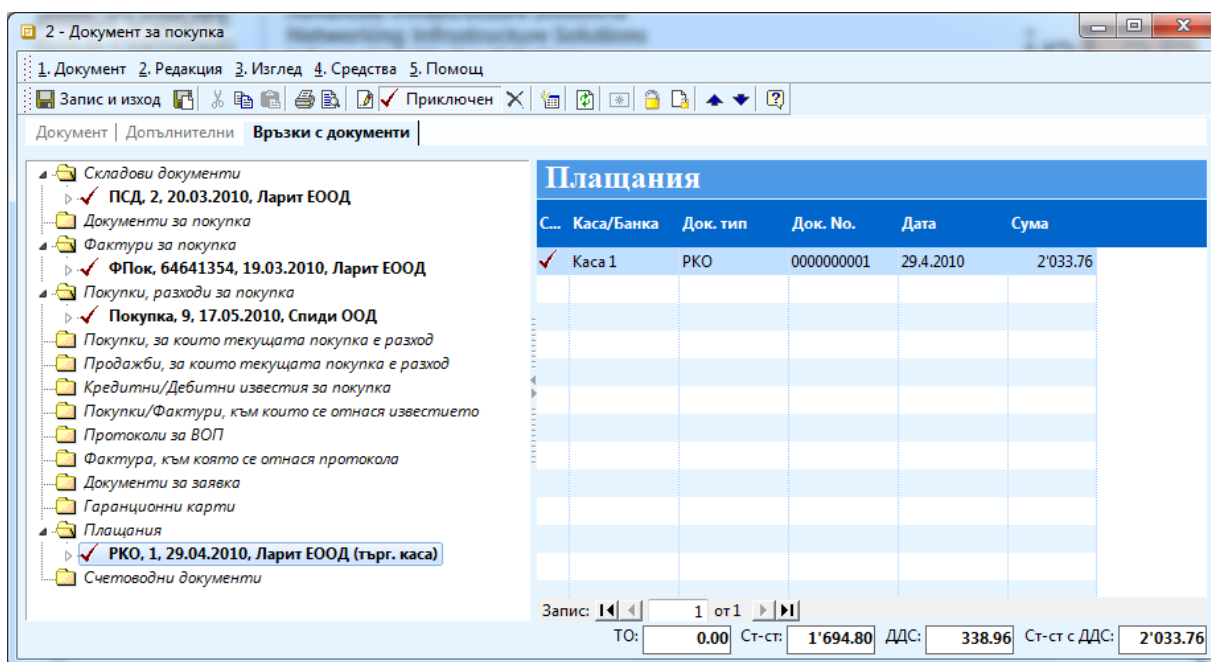 Networking Infrastructure Solutions
2 - Документ за покупка
1. Документ 2. Редакция 3. Изглед 4. Средства 5. Помощ
Запис и изход Приключен
Документ Допълнителни Връзки с документи
Складови документи
ПСД, 2, 20.03.2010, Ларит ЕООД
Документи за покупка
Фактури за покупка
ФПок, 64641354, 19.03.2010, Ларит ЕООД
Покупки, разходи за покупка
Покупка, 9, 17.05.2010, Спиди ООД
Покупки, за които текущата покупка е разход
Продажби, за които текущата покупка е разход
Кредитни/Дебитни известия за покупка
Покупки/Фактури, към които се отнася известието
Протоколи за ВОП
Фактура, към която се отнася протокола
Документи за заявка
Гаранционни карти
Плащания
РКО, 1, 29.04.2010, Ларит ЕООД (търг. каса)
Счетоводни документи
Плащания
С... Каса/Банка Док. тип Док. No. Дата Сума
Каса 1 РКО 0000000001 29.4.2010 2'033.76
Запис: 1 от 1
ТО: 0.00 Ст-ст: 1'694.80 ДДС: 338.96 Ст-ст с ДДС: 2'033.76